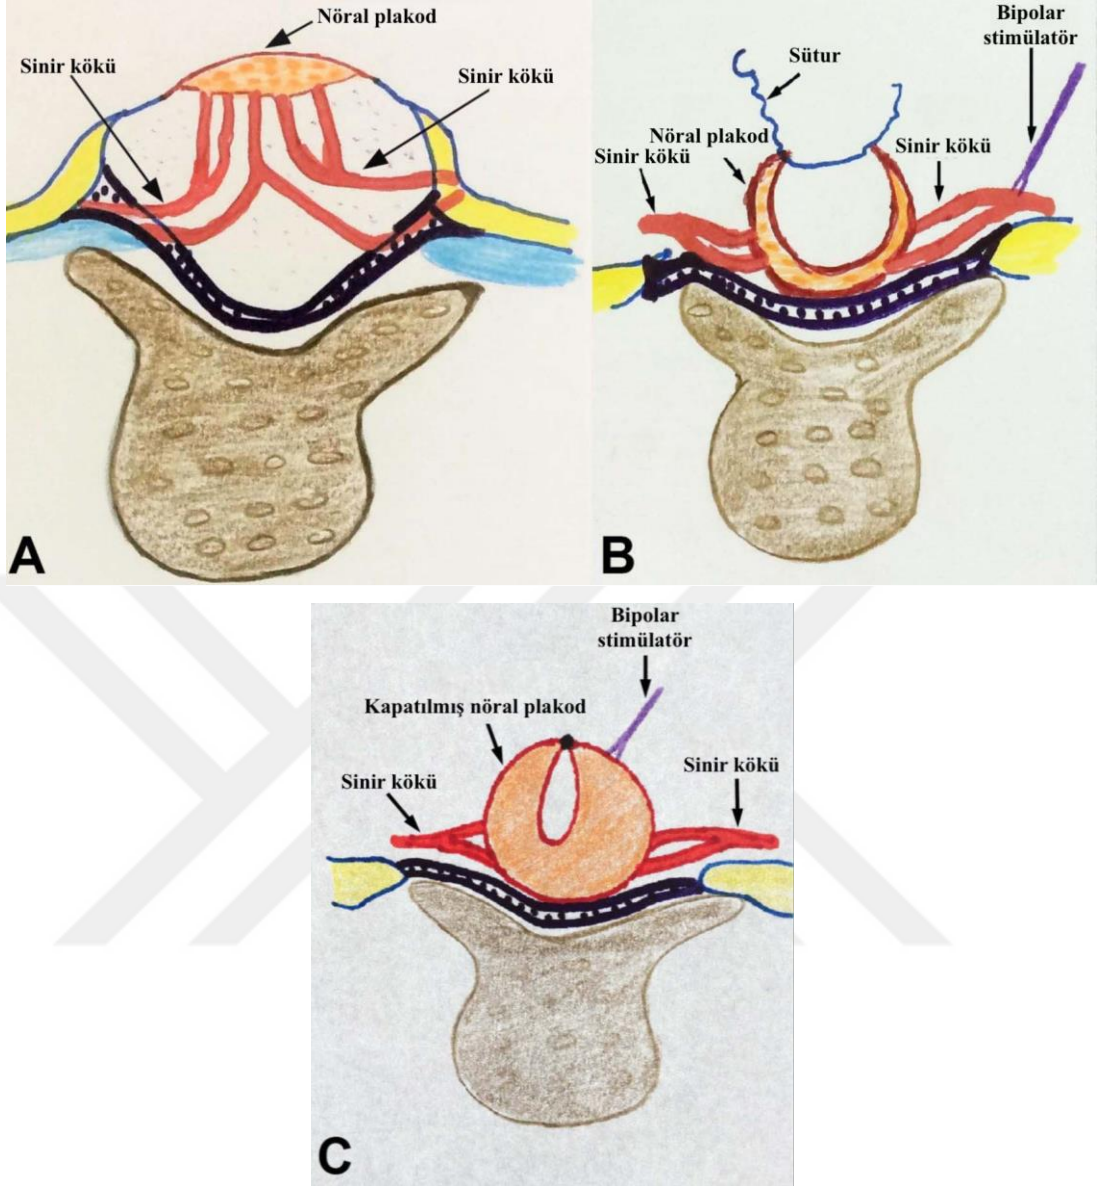 Nöral plakod
Sinir kökü
Sinir kökü
A
Bipolar
stimülatör
Sütur
Nöral plakod
Sinir kökü
Sinir kökü
B
Bipolar
stimülatör
Kapatılmış nöral plakod
Sinir kökü
Sinir kökü
C